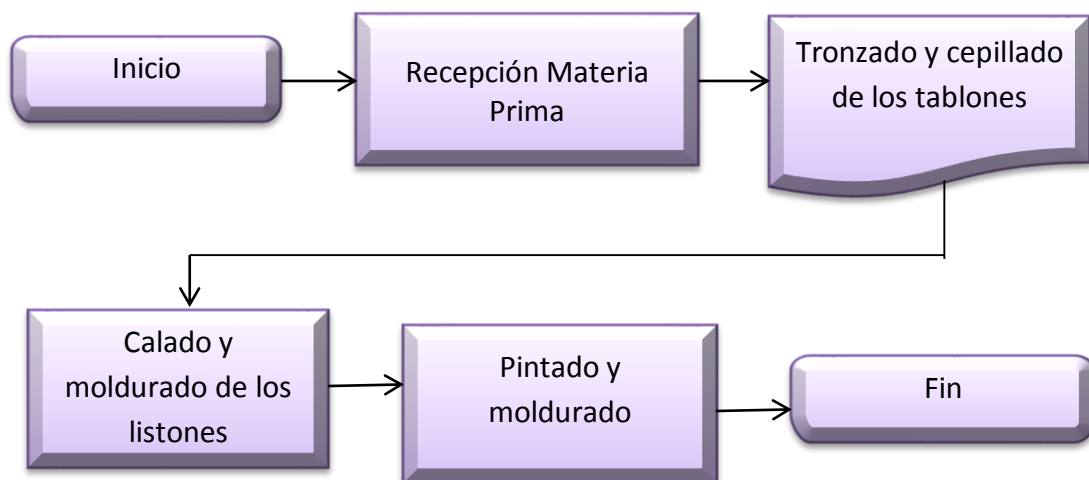 Inicio
Recepción Materia
Prima
Tronzado y cepillado
de los tablones
Calado y
moldurado de los
listones
Pintado y
moldurado
Fin